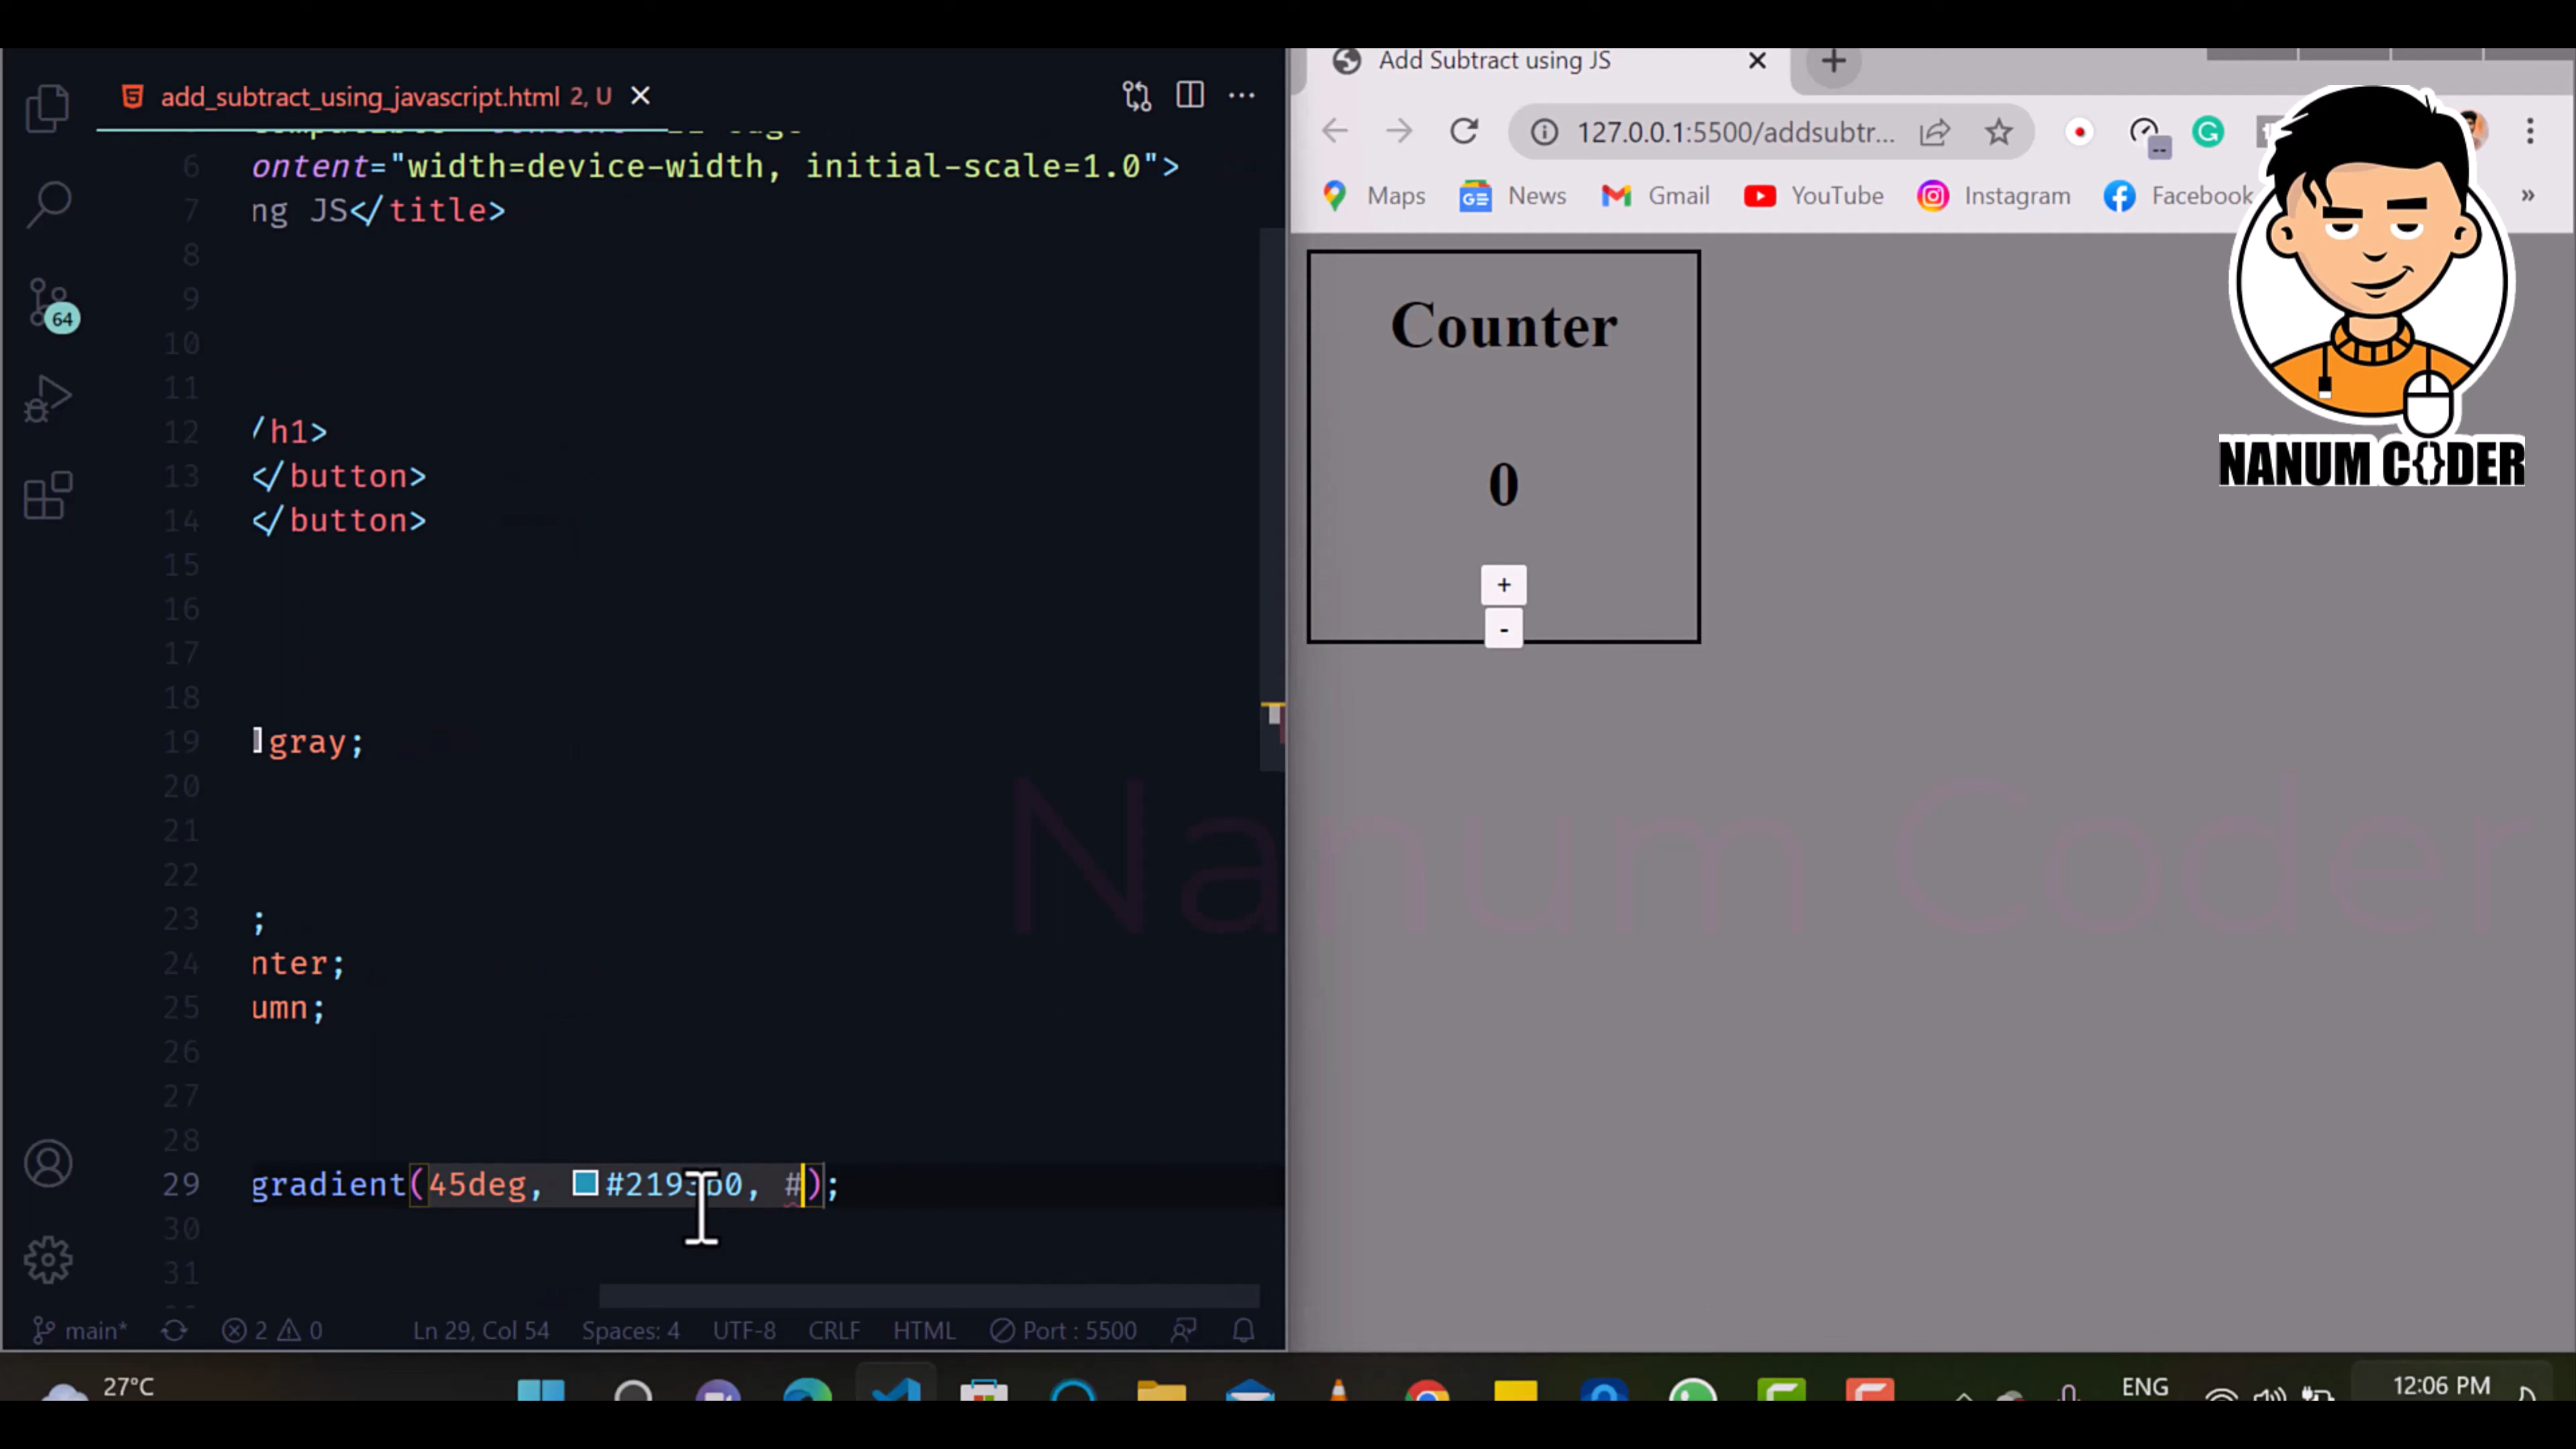 add_subtract_using_javascript.html 2, U
6 ontent="width=device-width, initial-scale=1.0">
7 ng JS</title>
8
9
10
11
12 /h1>
13 </button>
14 </button>
15
16
17
18
19 gray;
20
21
22
23 ;
24 nter;
25 umn;
26
27
28
29 gradient(45deg, #2193b0, #);
30
31
64
main* 2 0 Ln 29, Col 54 Spaces: 4 UTF-8 CRLF HTML Port : 5500
Add Subtract using JS
127.0.0.1:5500/addsubtr...
Maps News Gmail YouTube Instagram Facebook »
Counter
0
+
-
NANUM C{}DER
Nanum Coder
27°C
ENG
12:06 PM